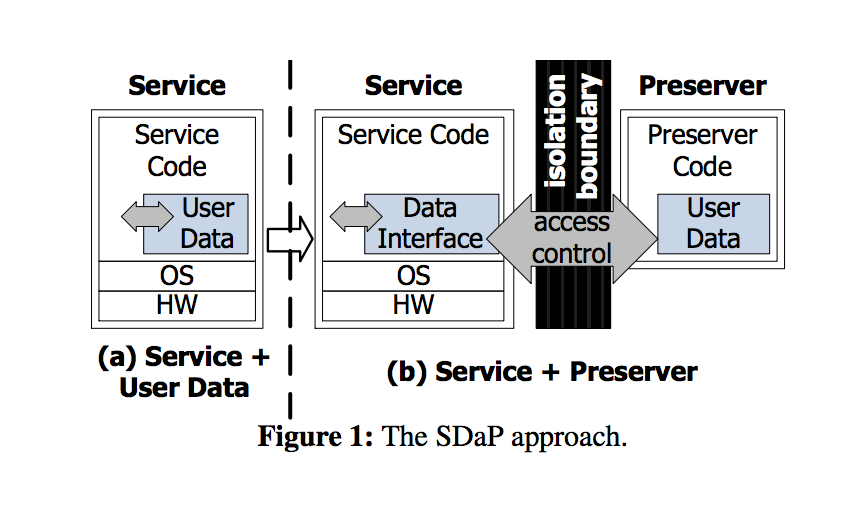 Service
Service
Code
User
Data
OS
HW
(a) Service +
User Data
Service
Service Code
Data
Interface
OS
HW
isolation
boundary
access
control
Preserver
Preserver
Code
User
Data
(b) Service + Preserver
Figure 1: The SDaP approach.